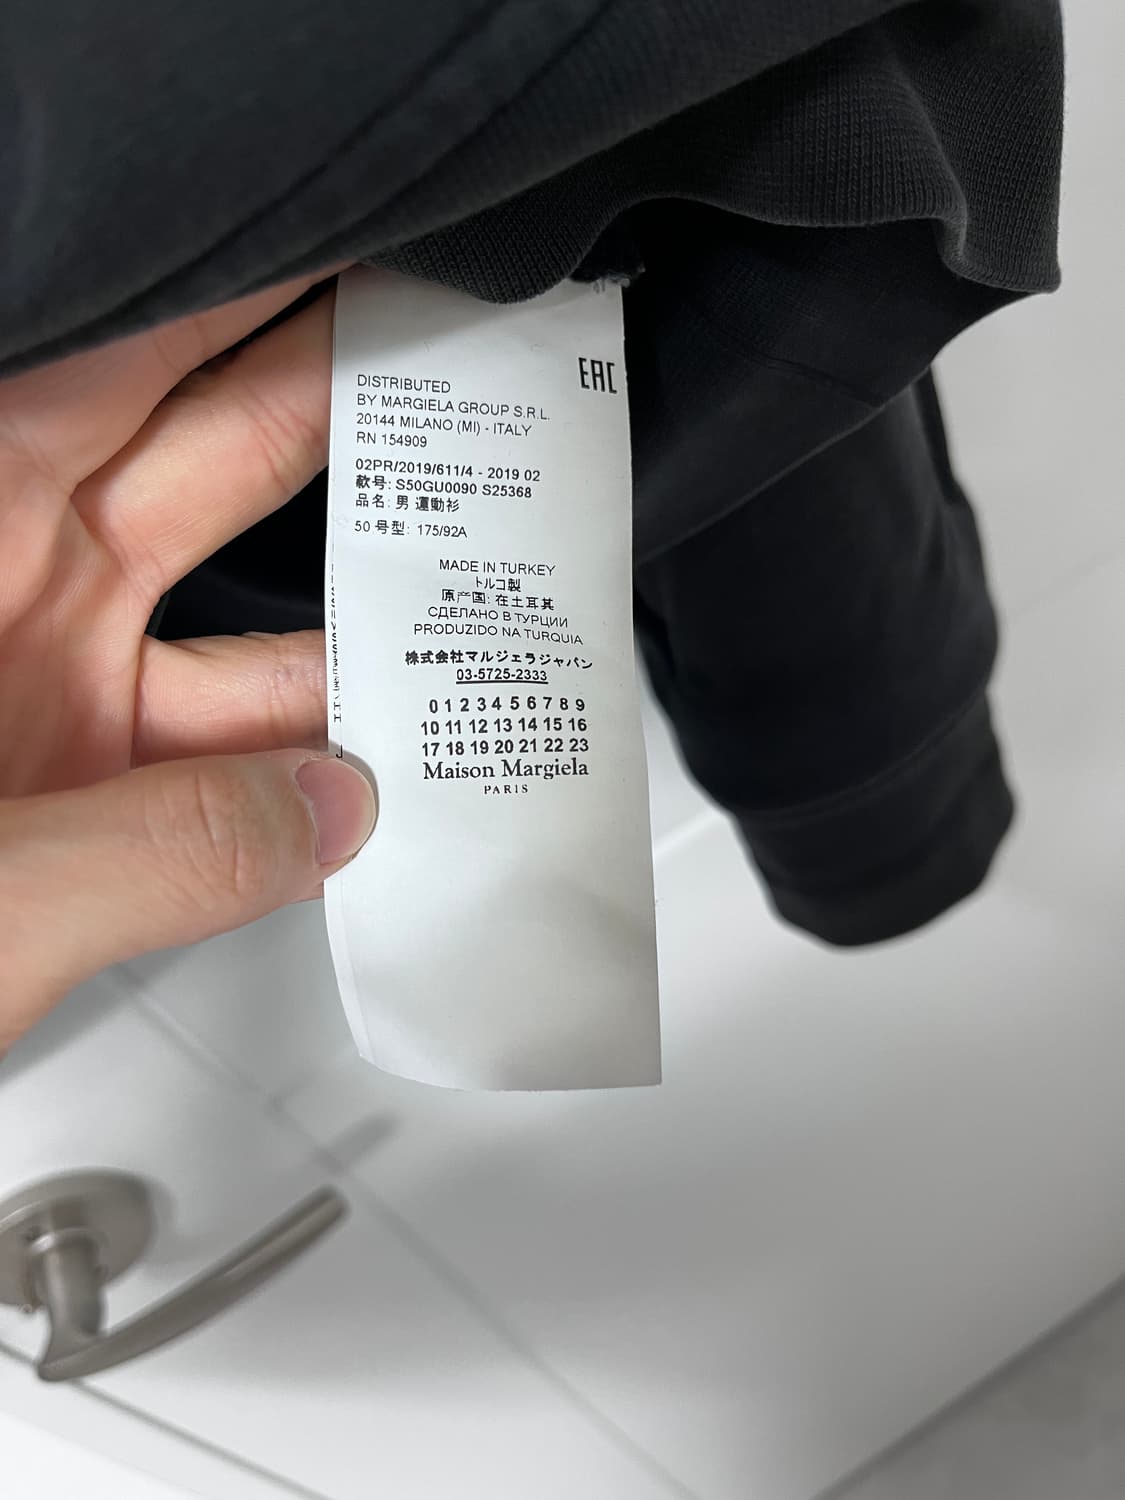 EAC
DISTRIBUTED
BY MARGIELA GROUP S.R.L.
20144 MILANO (MI) - ITALY
RN 154909
02PR/2019/611/4 - 2019 02
款号: S50GU0090 S25368
品名: 男 運動衫
50 号型: 175/92A
MADE IN TURKEY
トルコ製
原产国: 在土耳其
СДЕЛАНО В ТУРЦИИ
PRODUZIDO NA TURQUIA
株式会社マルジェラジャパン
03-5725-2333
0 1 2 3 4 5 6 7 8 9
10 11 12 13 14 15 16
17 18 19 20 21 22 23
Maison Margiela
PARIS